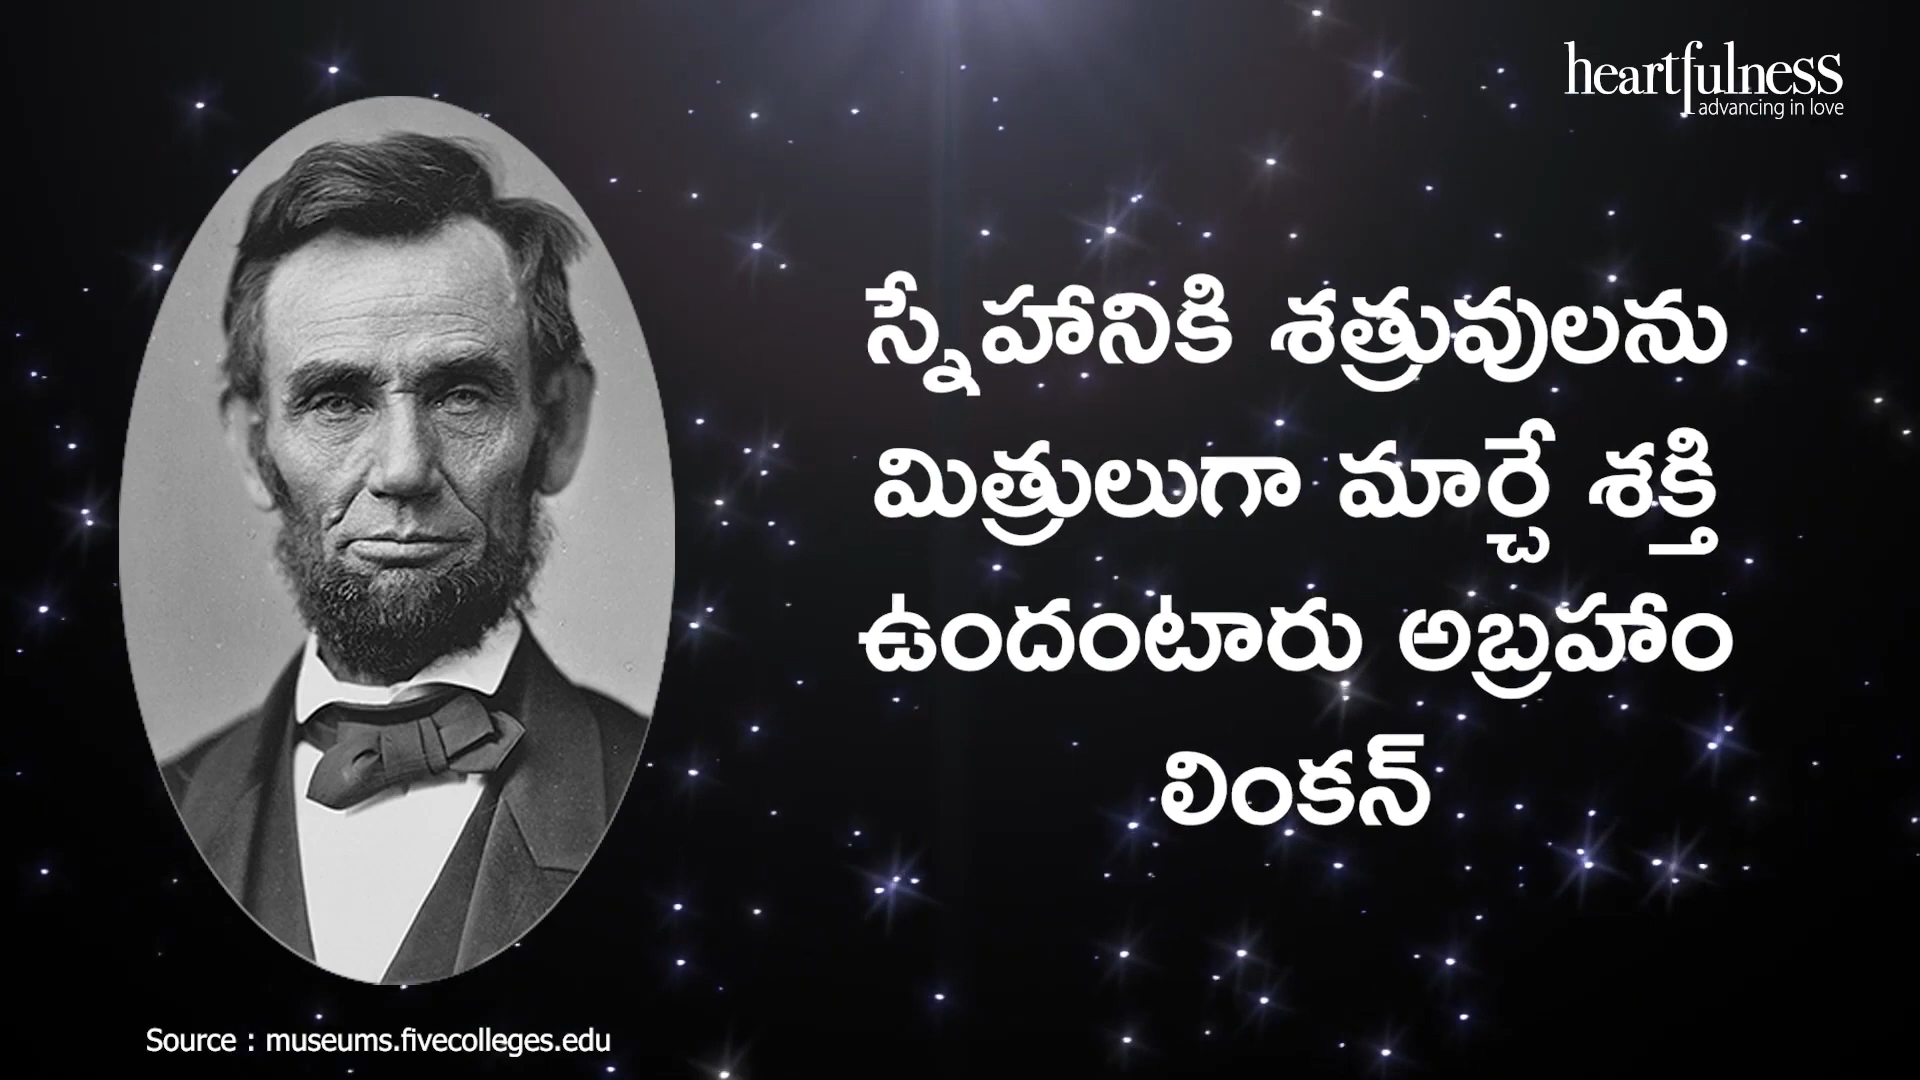 heartfulness
advancing in love
స్నేహానికి శత్రువులను
మిత్రులుగా మార్చే శక్తి
ఉందంటారు అబ్రహాం
లింకన్
Source : museums.fivecolleges.edu